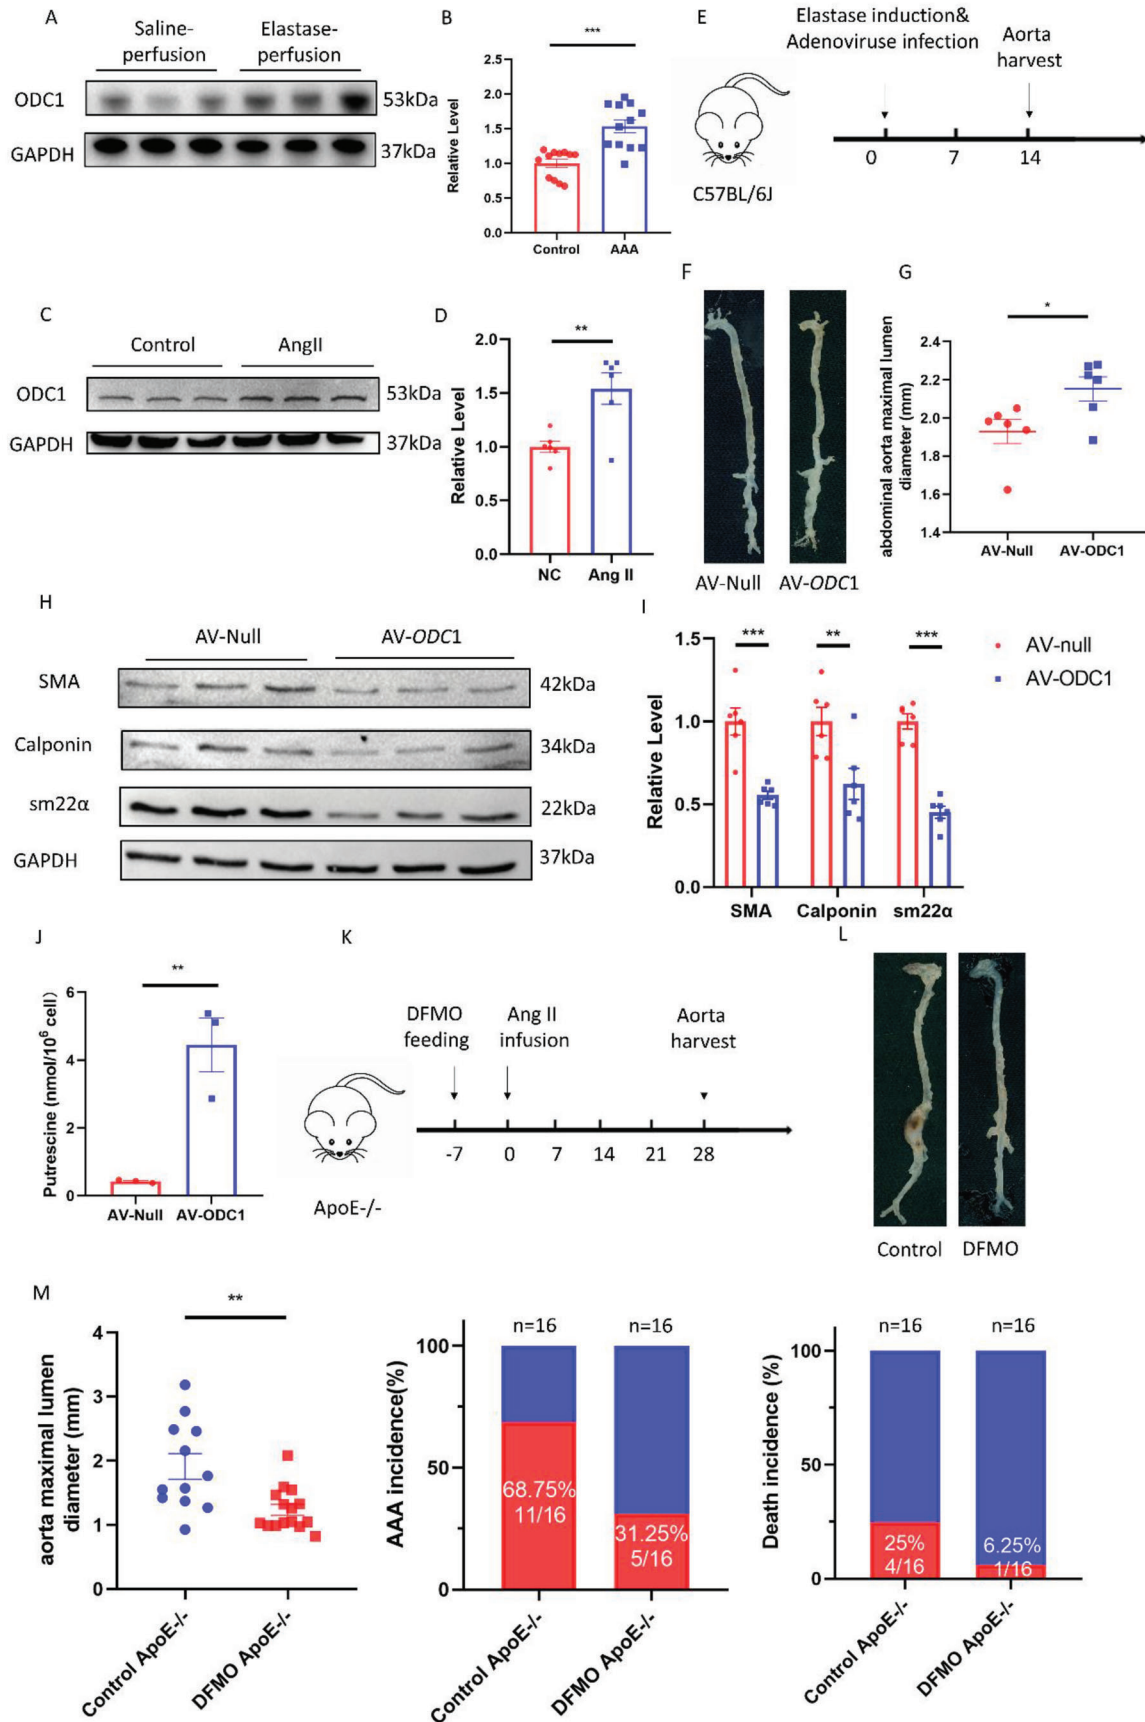 A
Saline-
perfusion
Elastase-
perfusion
ODC1
53kDa
GAPDH
37kDa
B
***
Relative Level
2.5
2.0
1.5
1.0
0.5
0.0
Control
AAA
E
Elastase induction&
Adenoviruse infection
Aorta
harvest
0
7
14
C57BL/6J
C
Control
AngII
ODC1
53kDa
GAPDH
37kDa
D
**
Relative Level
2.0
1.5
1.0
0.5
0.0
NC
Ang II
F
AV-Null
AV-ODC1
G
*
abdominal aorta maximal lumen
diameter (mm)
2.4
2.2
2.0
1.8
1.6
1.4
AV-Null
AV-ODC1
H
AV-Null
AV-ODC1
SMA
42kDa
Calponin
34kDa
sm22α
22kDa
GAPDH
37kDa
I
***
**
***
AV-null
AV-ODC1
Relative Level
1.5
1.0
0.5
0.0
SMA
Calponin
sm22α
J
**
Putrescine (nmol/10⁶ cell)
6
4
2
0
AV-Null
AV-ODC1
K
DFMO
feeding
Ang II
infusion
Aorta
harvest
-7
0
7
14
21
28
ApoE-/-
L
Control
DFMO
M
**
aorta maximal lumen
diameter (mm)
4
3
2
1
0
Control ApoE-/-
DFMO ApoE-/-
n=16
n=16
AAA incidence(%)
100
50
0
68.75%
11/16
31.25%
5/16
Control ApoE-/-
DFMO ApoE-/-
n=16
n=16
Death incidence (%)
100
50
0
25%
4/16
6.25%
1/16
Control ApoE-/-
DFMO ApoE-/-